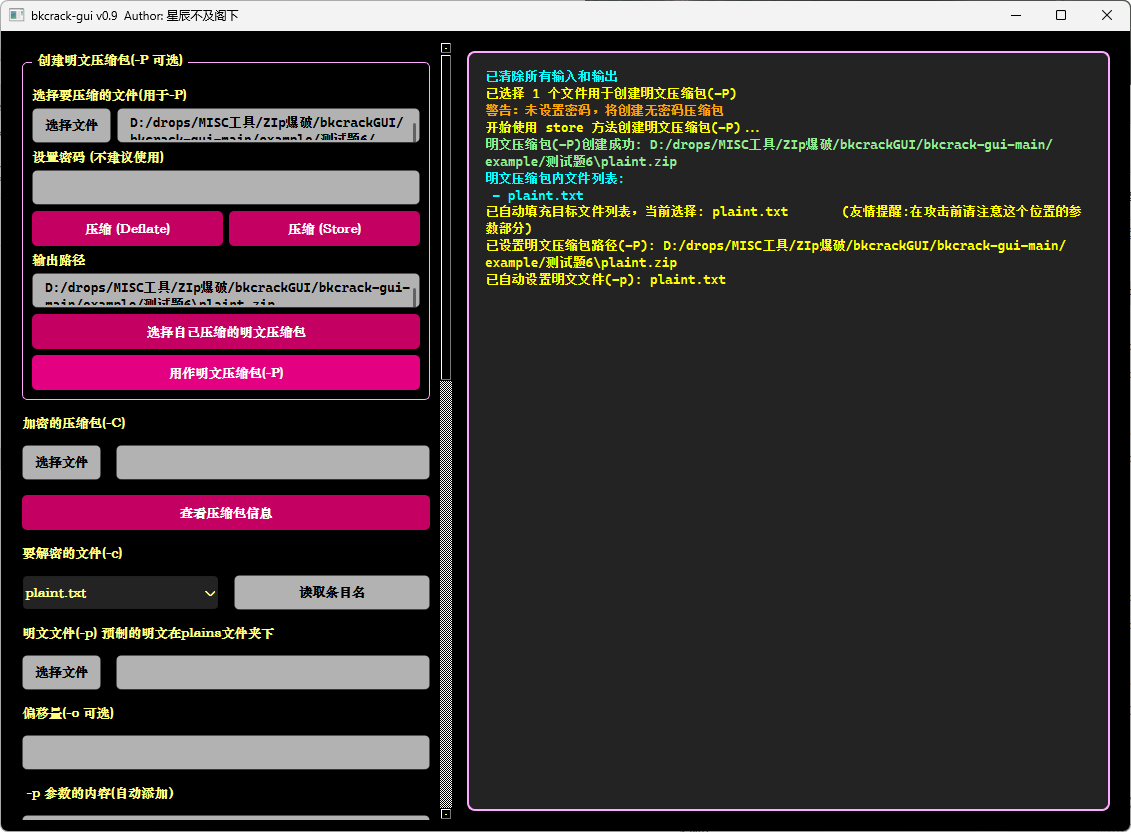 bkcrack-gui v0.9 Author: 星辰不及阁下
创建明文压缩包(-P 可选)
选择要压缩的文件(用于-P)
选择文件
D:/drops/MISC工具/ZIp爆破/bkcrackGUI/
bkcrack-gui-main/example/测试题6/
设置密码 (不建议使用)
压缩 (Deflate)
压缩 (Store)
输出路径
D:/drops/MISC工具/ZIp爆破/bkcrackGUI/bkcrack-gui-
main/example/测试题6\plaint.zip
选择自己压缩的明文压缩包
用作明文压缩包(-P)
加密的压缩包(-C)
选择文件
查看压缩包信息
要解密的文件(-c)
plaint.txt
读取条目名
明文文件(-p) 预制的明文在plains文件夹下
选择文件
偏移量(-o 可选)
-p 参数的内容(自动添加)
已清除所有输入和输出
已选择 1 个文件用于创建明文压缩包(-P)
警告: 未设置密码, 将创建无密码压缩包
开始使用 store 方法创建明文压缩包(-P)...
明文压缩包(-P)创建成功: D:/drops/MISC工具/ZIp爆破/bkcrackGUI/bkcrack-gui-main/
example/测试题6\plaint.zip
明文压缩包内文件列表:
- plaint.txt
已自动填充目标文件列表, 当前选择: plaint.txt (友情提醒:在攻击前请注意这个位置的参
数部分)
已设置明文压缩包路径(-P): D:/drops/MISC工具/ZIp爆破/bkcrackGUI/bkcrack-gui-main/
example/测试题6\plaint.zip
已自动设置明文文件(-p): plaint.txt